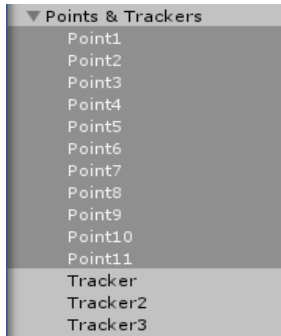 Points & Trackers
Point1
Point2
Point3
Point4
Point5
Point6
Point7
Point8
Point9
Point10
Point11
Tracker
Tracker2
Tracker3